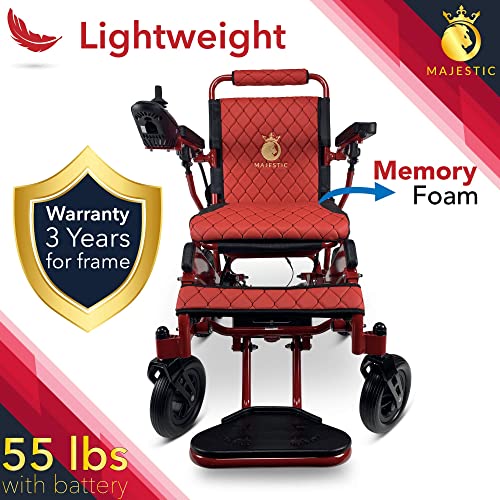 Lightweight
MAJESTIC
MAJESTIC
Memory
Foam
Warranty
3 Years
for frame
55 lbs
with battery